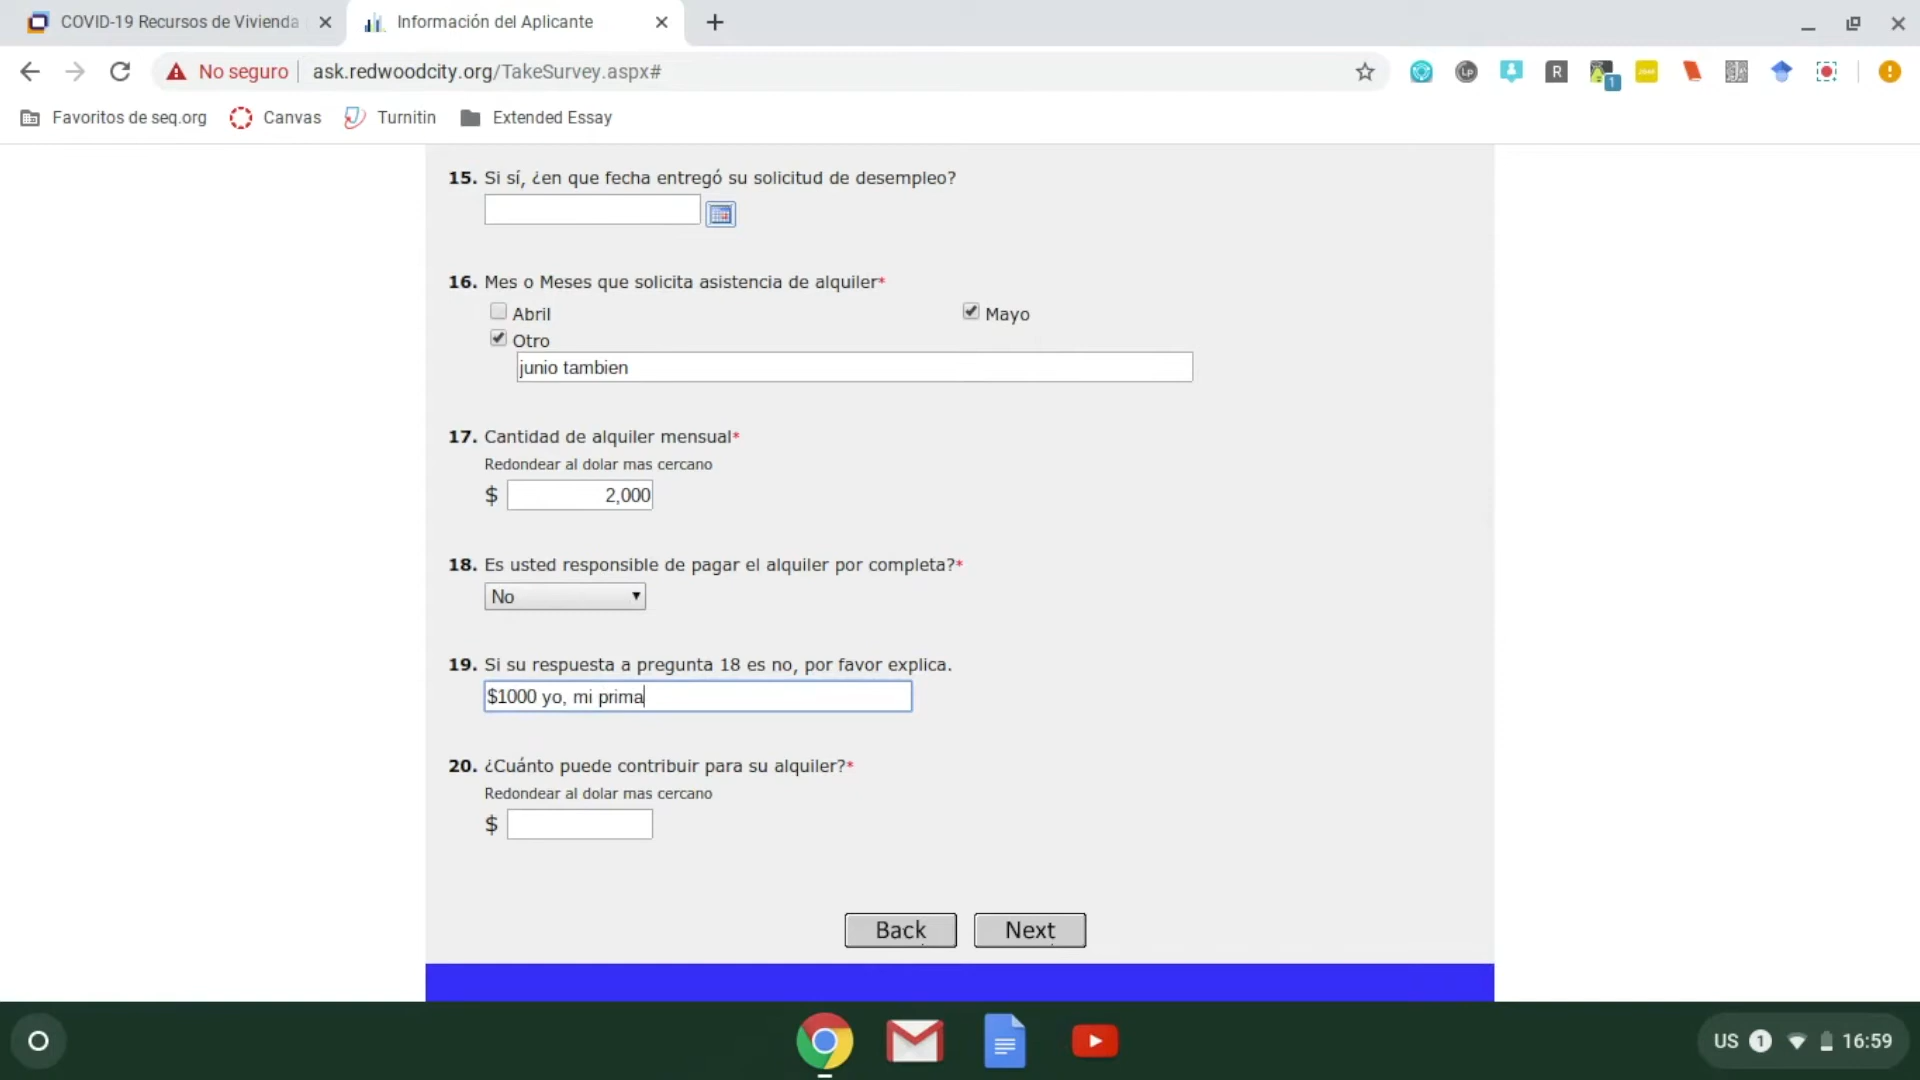 COVID-19 Recursos de Vivienda
Información del Aplicante
No seguro
ask.redwoodcity.org/TakeSurvey.aspx#
Lp
R
1
Favoritos de seq.org
Canvas
Turnitin
Extended Essay
15. Si sí, ¿en que fecha entregó su solicitud de desempleo?
16. Mes o Meses que solicita asistencia de alquiler*
Abril
Mayo
Otro
junio tambien
17. Cantidad de alquiler mensual*
Redondear al dolar mas cercano
$ 2,000
18. Es usted responsible de pagar el alquiler por completa?*
No
19. Si su respuesta a pregunta 18 es no, por favor explica.
$1000 yo, mi prima
20. ¿Cuánto puede contribuir para su alquiler?*
Redondear al dolar mas cercano
$
Back
Next
US 1 16:59